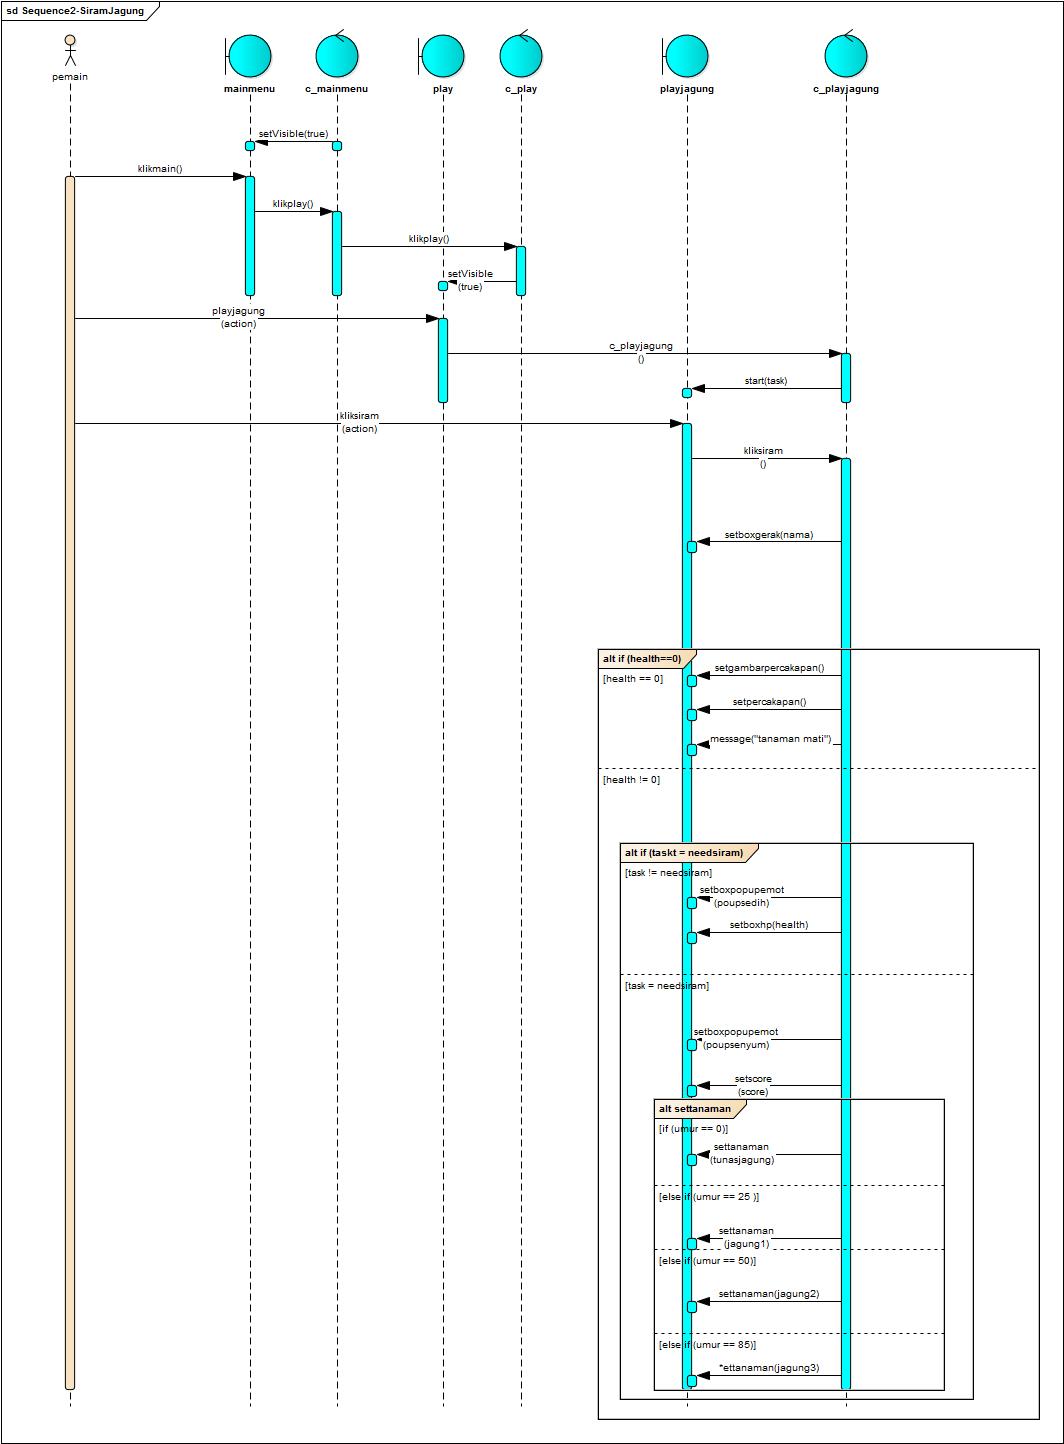 sd Sequence2-SiramJagung
pemain
mainmenu
c_mainmenu
play
c_play
playjagung
c_playjagung
setVisible(true)
klikmain()
klikplay()
klikplay()
setVisible
(true)
playjagung
(action)
c_playjagung
()
start(task)
kliksiram
(action)
kliksiram
()
setboxgerak(nama)
alt if (health==0)
setgambarpercakapan()
[health == 0]
setpercakapan()
message("tanaman mati")
[health != 0]
alt if (taskt = needsiram)
[task != needsiram]
setboxpopupemot
(poupsedih)
setboxhp(health)
[task = needsiram]
setboxpopupemot
(poupsenyum)
setscore
(score)
alt settanaman
[if (umur == 0)]
settanaman
(tunasjagung)
[else if (umur == 25 )]
settanaman
(jagung1)
[else if (umur == 50)]
settanaman(jagung2)
[else if (umur == 85)]
*ettanaman(jagung3)